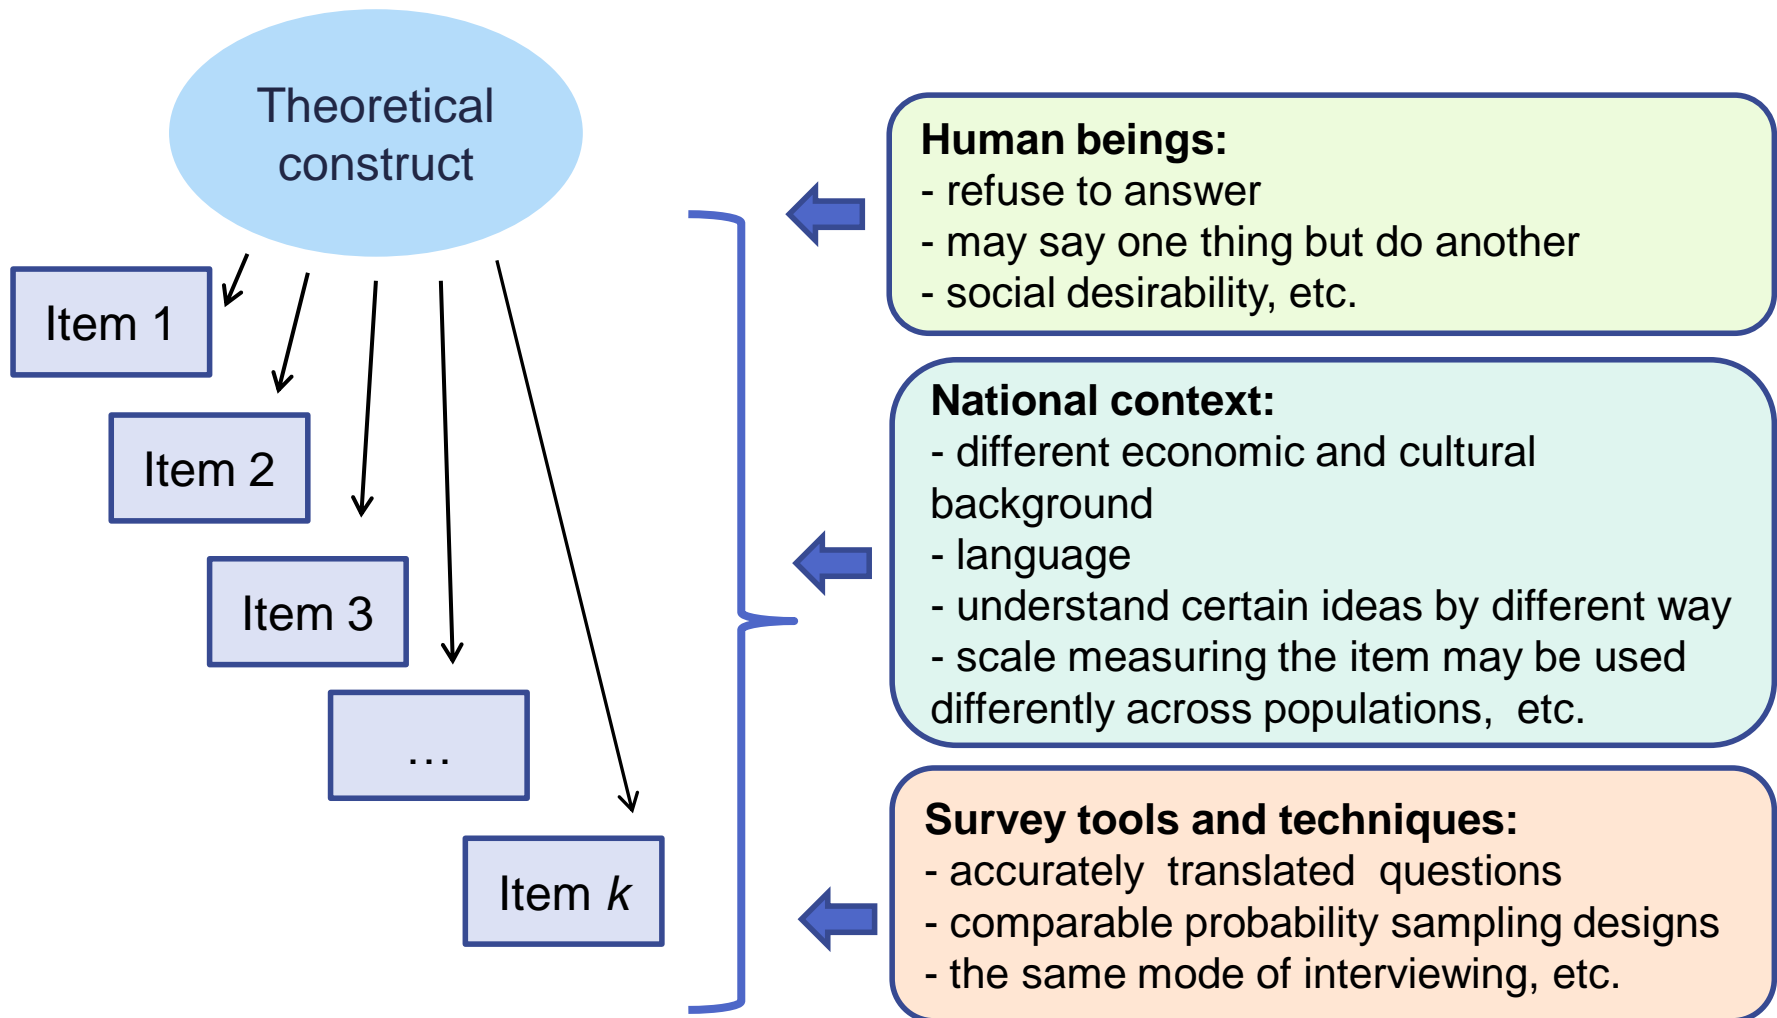 Theoretical
construct
Item 1
Item 2
Item 3
…
Item k
Human beings:
- refuse to answer
- may say one thing but do another
- social desirability, etc.
National context:
- different economic and cultural
background
- language
- understand certain ideas by different way
- scale measuring the item may be used
differently across populations,  etc.
Survey tools and techniques:
- accurately  translated  questions
- comparable probability sampling designs
- the same mode of interviewing, etc.